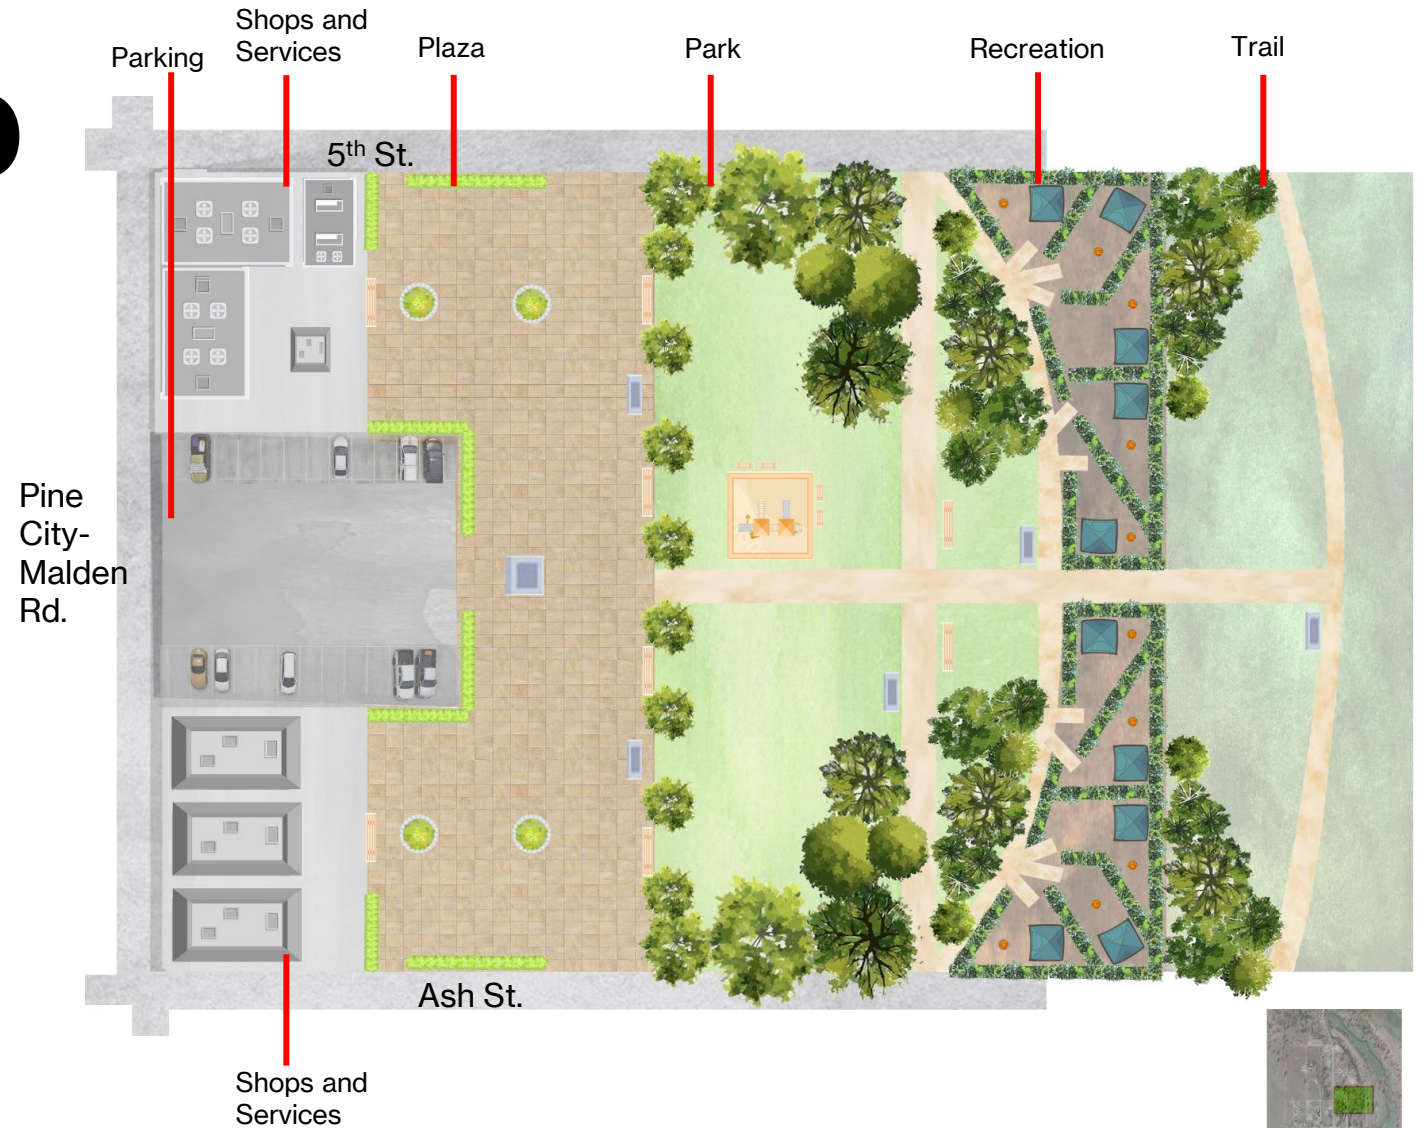 Shops and
Services
Parking
Plaza
Park
Recreation
Trail
5th St.
Pine
City-
Malden
Rd.
Ash St.
Shops and
Services